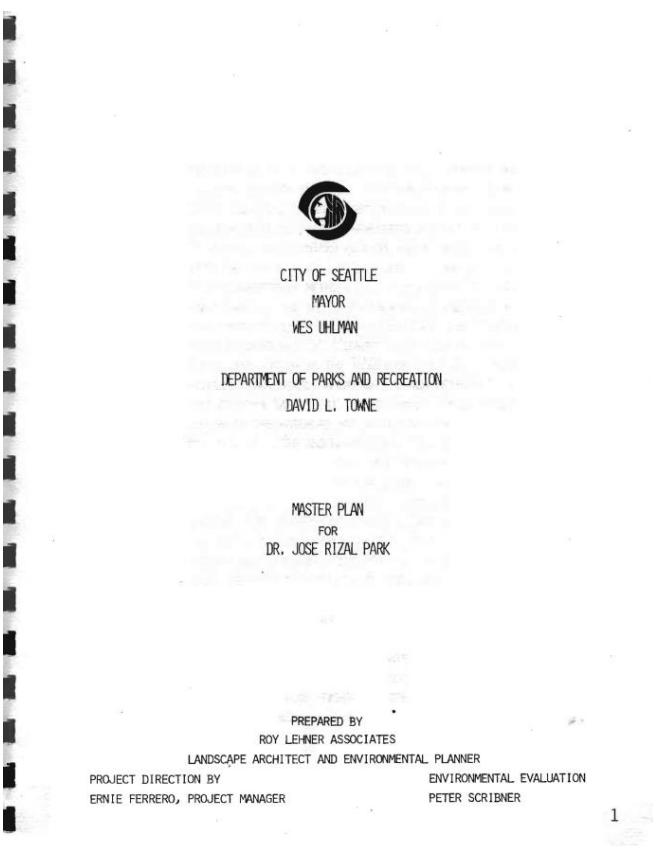 CITY OF SEATTLE
MAYOR
WES UHLMAN
DEPARTMENT OF PARKS AND RECREATION
DAVID L. TOWNE
MASTER PLAN
FOR
DR. JOSE RIZAL PARK
PREPARED BY
ROY LEHNER ASSOCIATES
LANDSCAPE ARCHITECT AND ENVIRONMENTAL PLANNER
PROJECT DIRECTION BY
ERNIE FERRERO, PROJECT MANAGER
ENVIRONMENTAL EVALUATION
PETER SCRIBNER
1